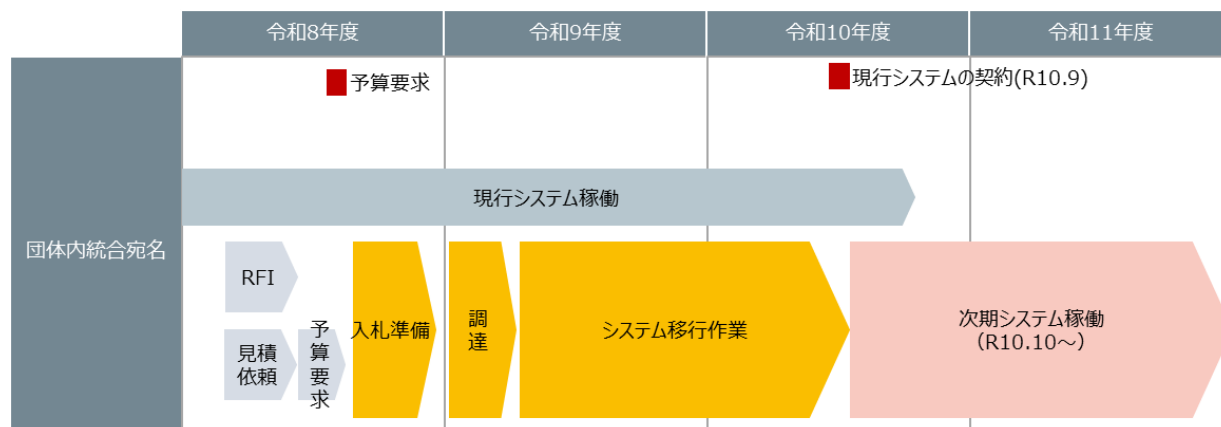 令和8年度
令和9年度
令和10年度
令和11年度
団体内統合宛名
予算要求
現行システムの契約(R10.9)
現行システム稼働
RFI
見積
依頼
予
算
要
求
入札準備
調
達
システム移行作業
次期システム稼働
（R10.10～）